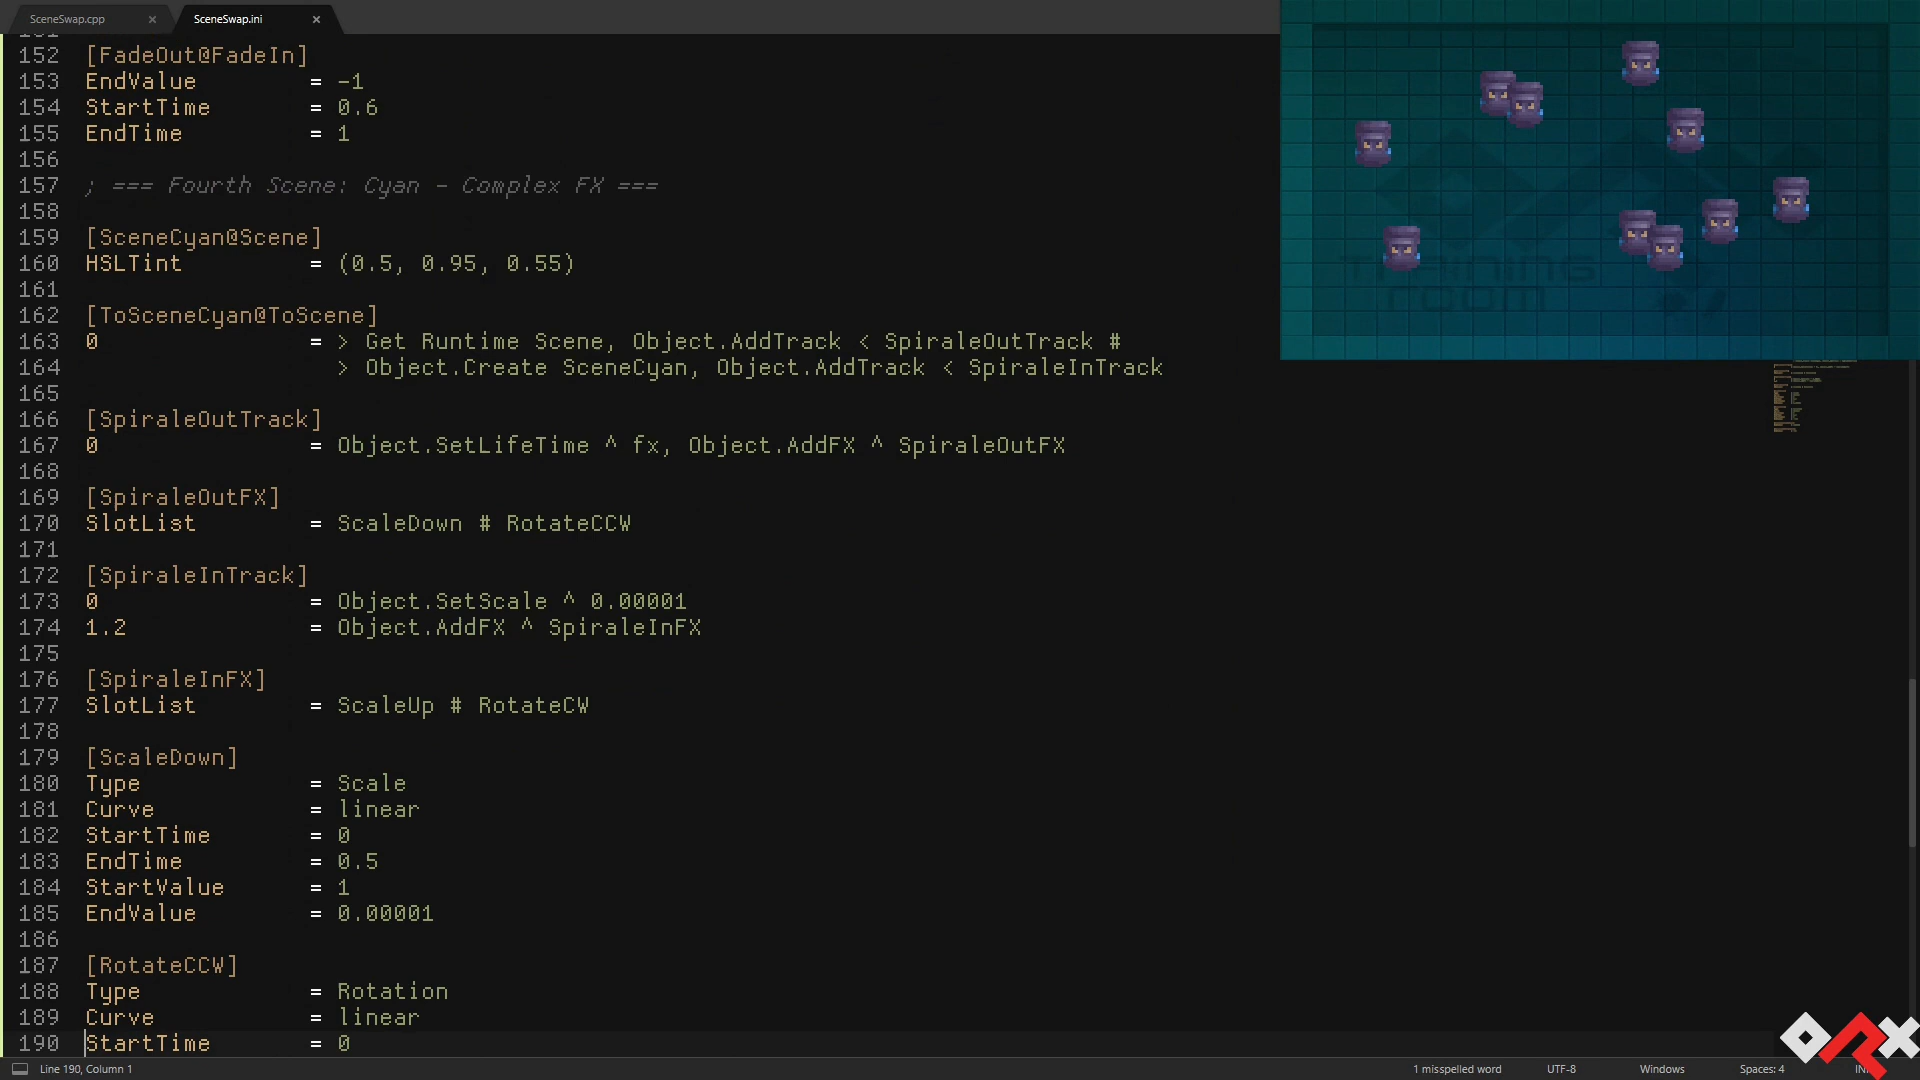 SceneSwap.cpp ×
SceneSwap.ini ×
152 [FadeOut@FadeIn]
153 EndValue = -1
154 StartTime = 0.6
155 EndTime = 1
156
157 ; === Fourth Scene: Cyan - Complex FX ===
158
159 [SceneCyan@Scene]
160 HSLTint = (0.5, 0.95, 0.55)
161
162 [ToSceneCyan@ToScene]
163 0 = > Get Runtime Scene, Object.AddTrack < SpiraleOutTrack #
164 > Object.Create SceneCyan, Object.AddTrack < SpiraleInTrack
165
166 [SpiraleOutTrack]
167 0 = Object.SetLifeTime ^ fx, Object.AddFX ^ SpiraleOutFX
168
169 [SpiraleOutFX]
170 SlotList = ScaleDown # RotateCCW
171
172 [SpiraleInTrack]
173 0 = Object.SetScale ^ 0.00001
174 1.2 = Object.AddFX ^ SpiraleInFX
175
176 [SpiraleInFX]
177 SlotList = ScaleUp # RotateCW
178
179 [ScaleDown]
180 Type = Scale
181 Curve = linear
182 StartTime = 0
183 EndTime = 0.5
184 StartValue = 1
185 EndValue = 0.00001
186
187 [RotateCCW]
188 Type = Rotation
189 Curve = linear
190 StartTime = 0
TRAINING
ROOM
ORX
Line 190, Column 1
1 misspelled word
UTF-8
Windows
Spaces: 4